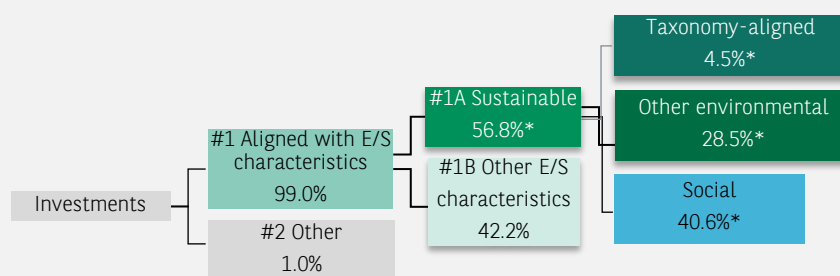 Investments
#1 Aligned with E/S
characteristics
99.0%
#2 Other
1.0%
#1A Sustainable
56.8%*
#1B Other E/S
characteristics
42.2%
Taxonomy-aligned
4.5%*
Other environmental
28.5%*
Social
40.6%*